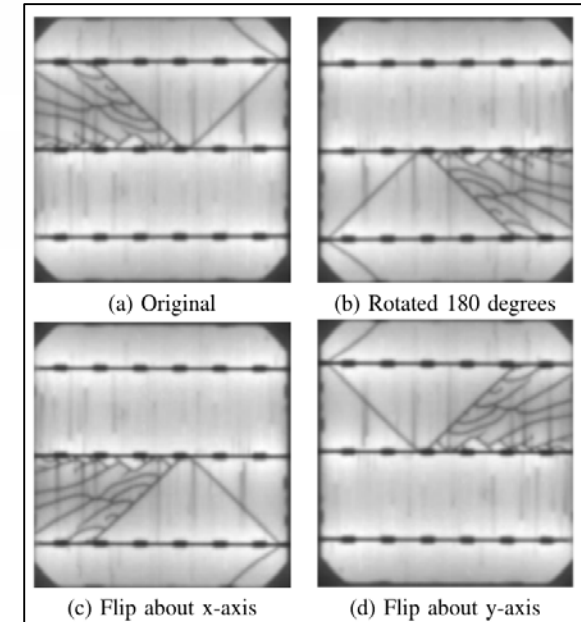 (a) Original
(b) Rotated 180 degrees
(c) Flip about x-axis
(d) Flip about y-axis